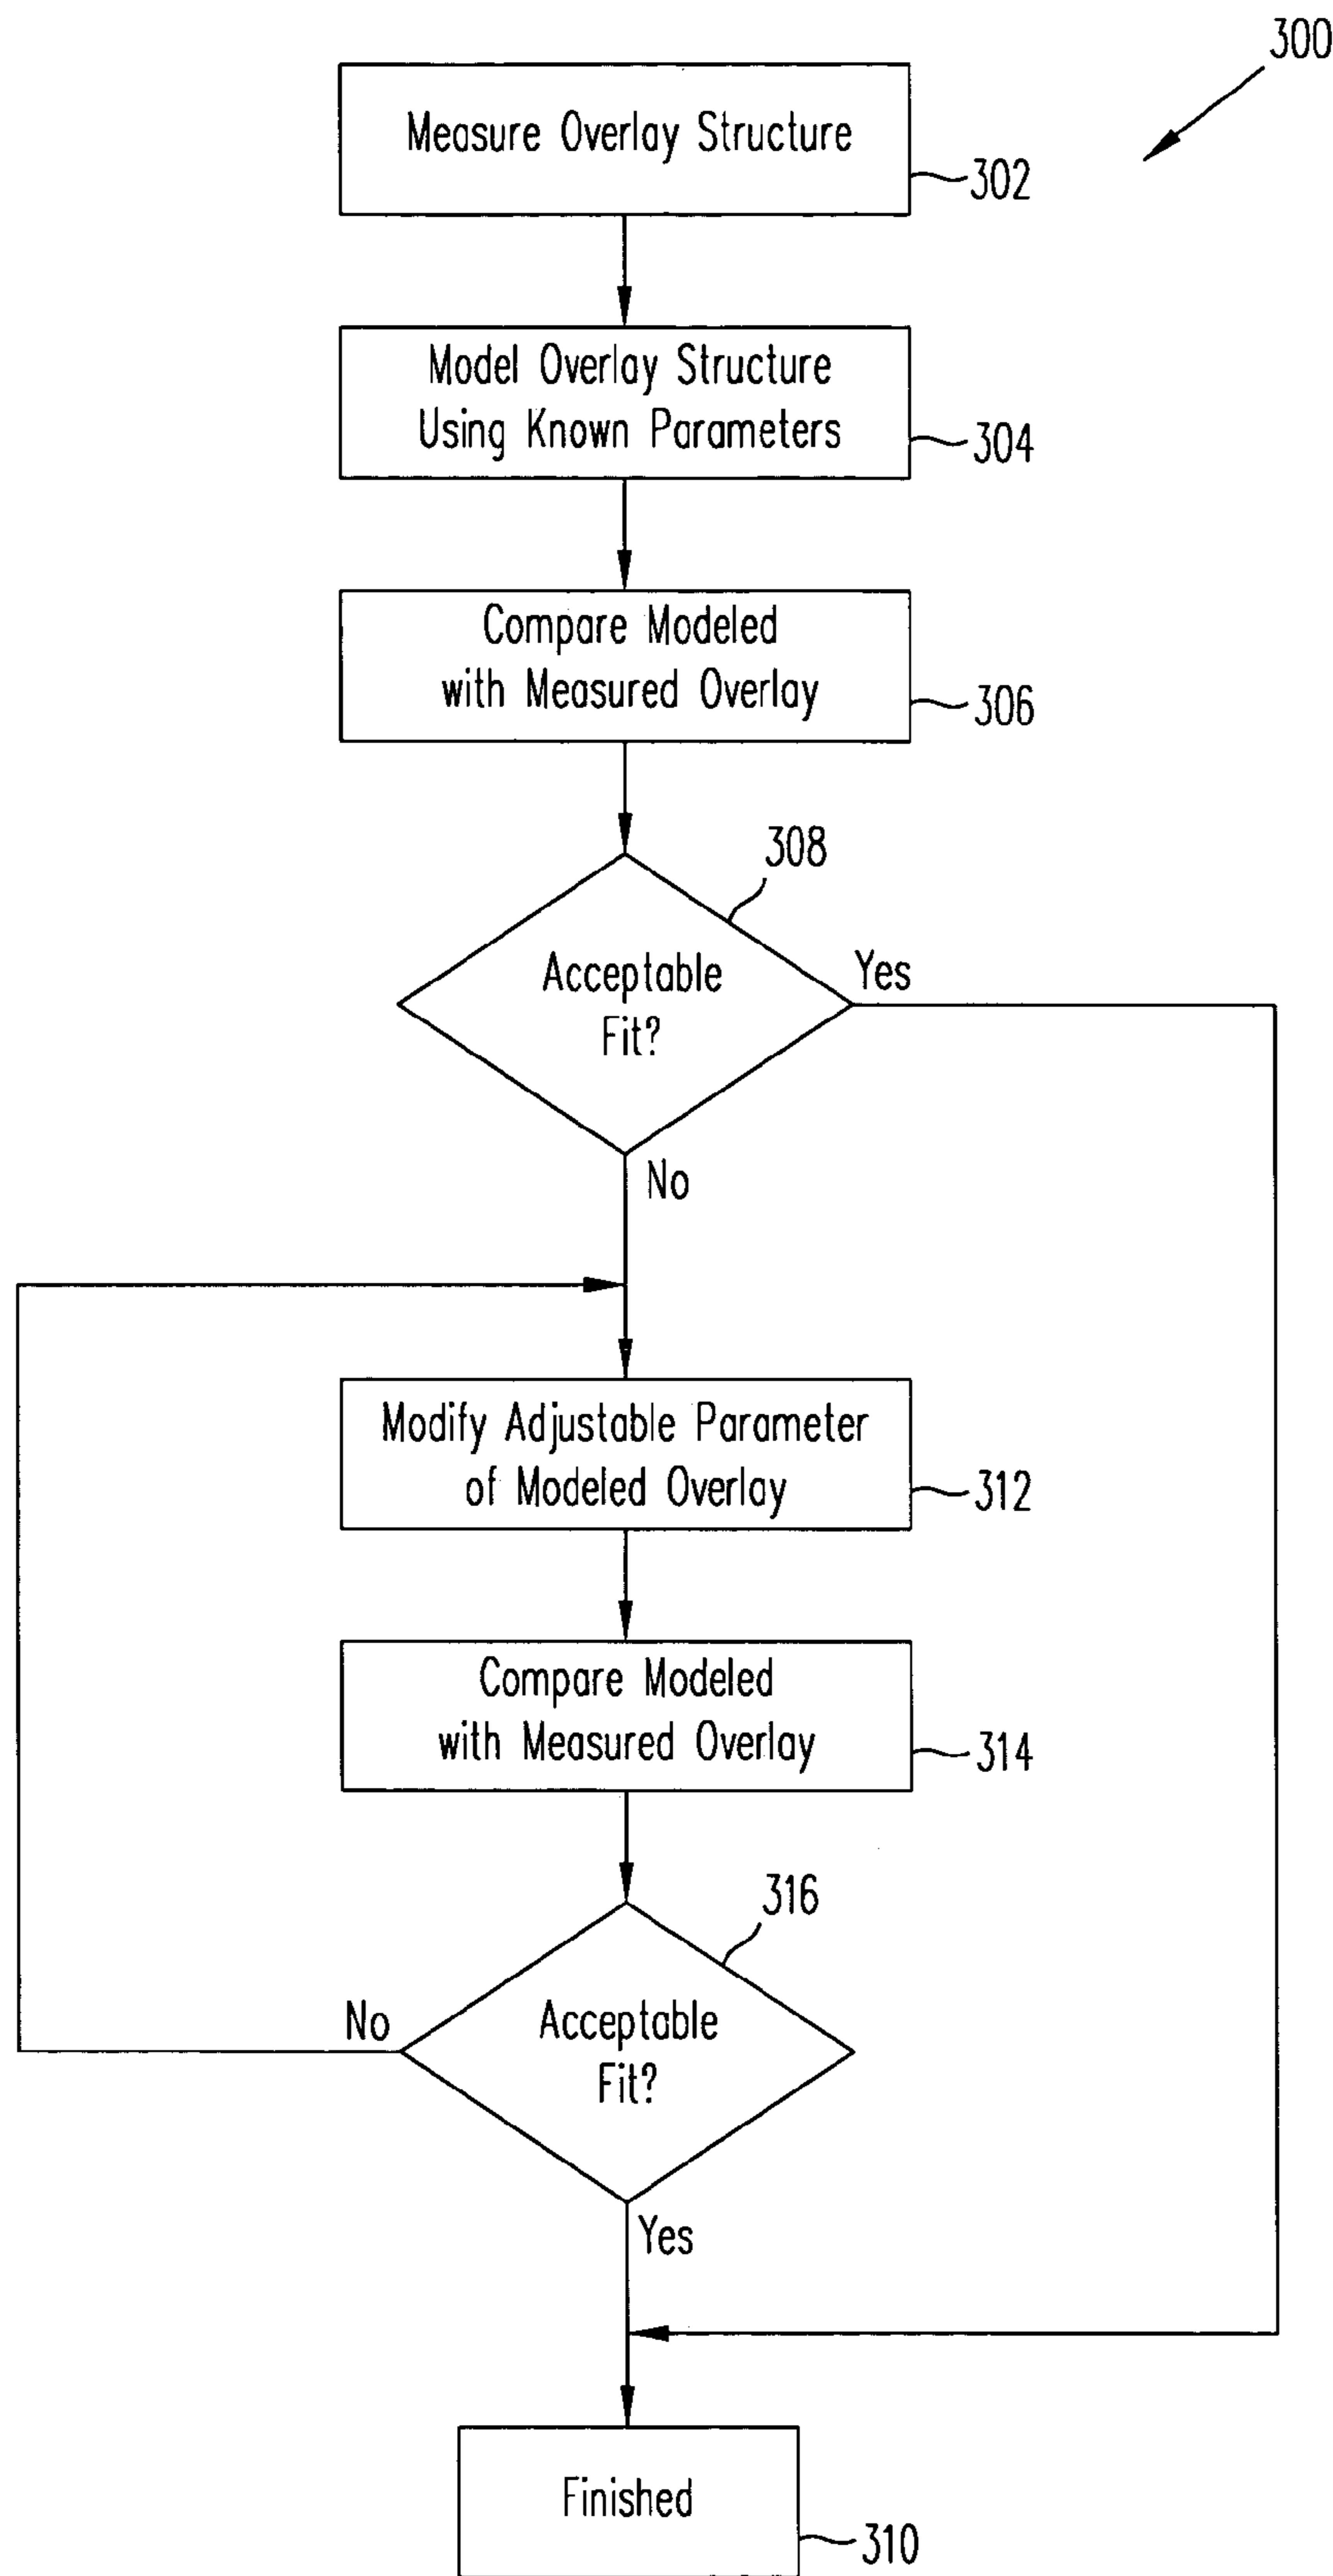 300
Measure Overlay Structure
302
Model Overlay Structure
Using Known Parameters
304
Compare Modeled
with Measured Overlay
306
308
Acceptable
Fit?
Yes
No
Modify Adjustable Parameter
of Modeled Overlay
312
Compare Modeled
with Measured Overlay
314
316
Acceptable
Fit?
No
Yes
Finished
310